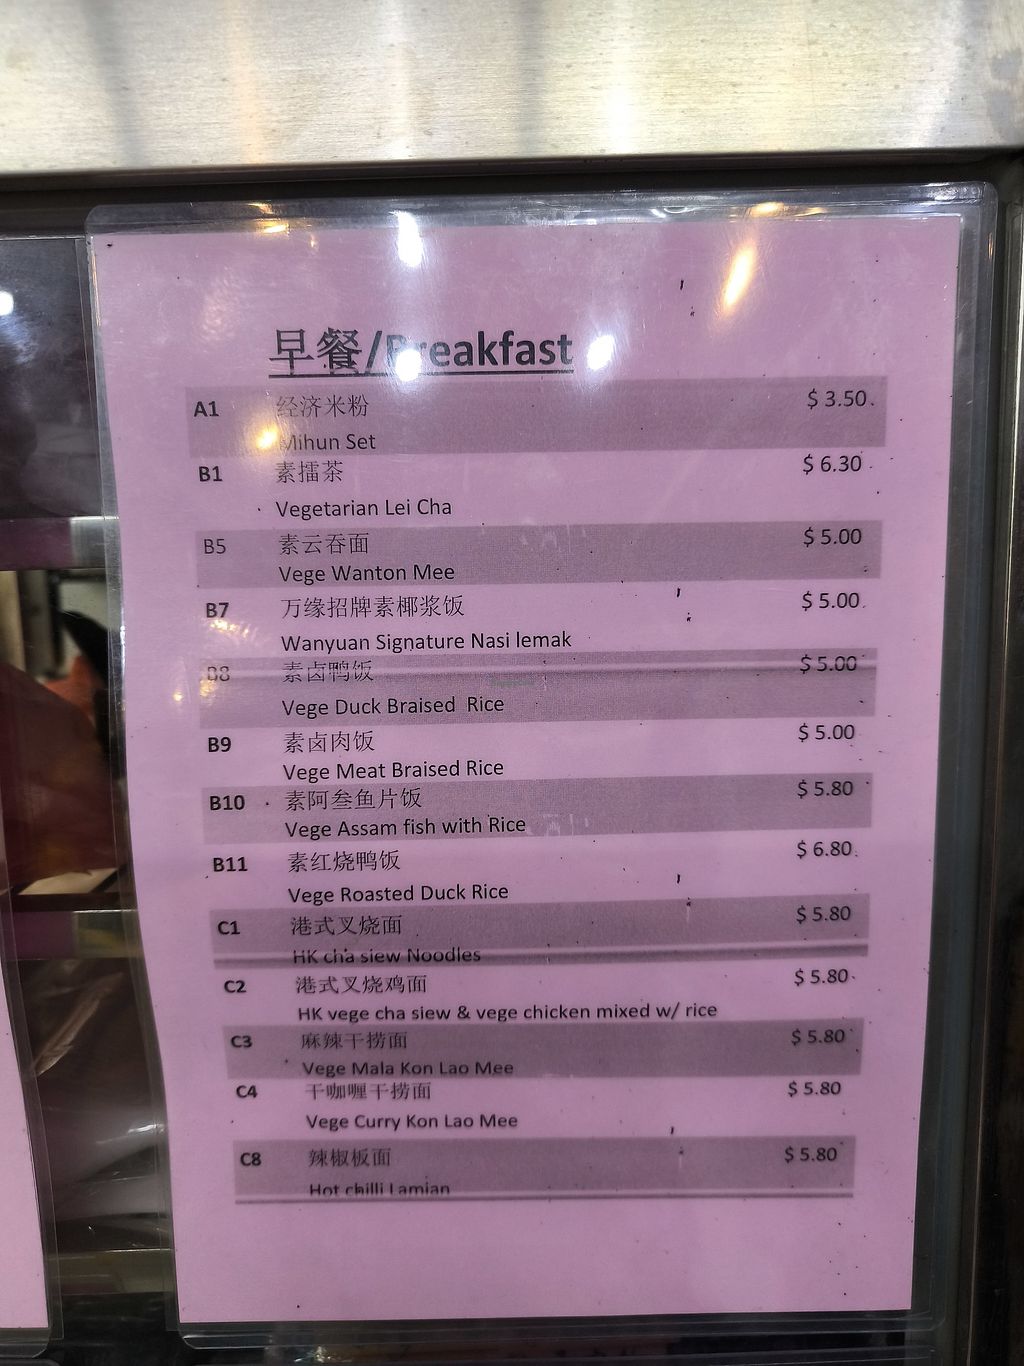 早餐/Breakfast
A1 经济米粉 $ 3.50
Mihun Set
B1 素擂茶 $ 6.30
Vegetarian Lei Cha
B5 素云吞面 $ 5.00
Vege Wanton Mee
B7 万缘招牌素椰浆饭 $ 5.00
Wanyuan Signature Nasi lemak
B8 素卤鸭饭 $ 5.00
Vege Duck Braised Rice
B9 素卤肉饭 $ 5.00
Vege Meat Braised Rice
B10 素阿叁鱼片饭 $ 5.80
Vege Assam fish with Rice
B11 素红烧鸭饭 $ 6.80
Vege Roasted Duck Rice
C1 港式叉烧面 $ 5.80
HK cha siew Noodles
C2 港式叉烧鸡面 $ 5.80
HK vege cha siew & vege chicken mixed w/ rice
C3 麻辣干捞面 $ 5.80
Vege Mala Kon Lao Mee
C4 干咖喱干捞面 $ 5.80
Vege Curry Kon Lao Mee
C8 辣椒板面 $ 5.80
Hot chilli Lamian